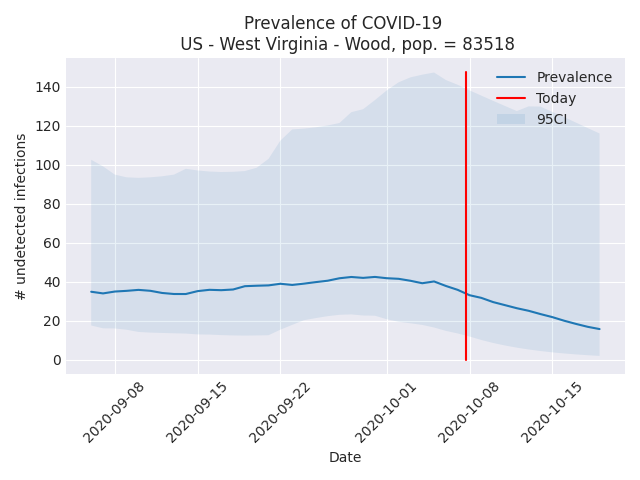 Prevalence of COVID-19
US - West Virginia - Wood, pop. = 83518
Prevalence
Today
95CI
140
120
100
80
60
40
20
0
# undetected infections
2020-09-08
2020-09-15
2020-09-22
2020-10-01
2020-10-08
2020-10-15
Date